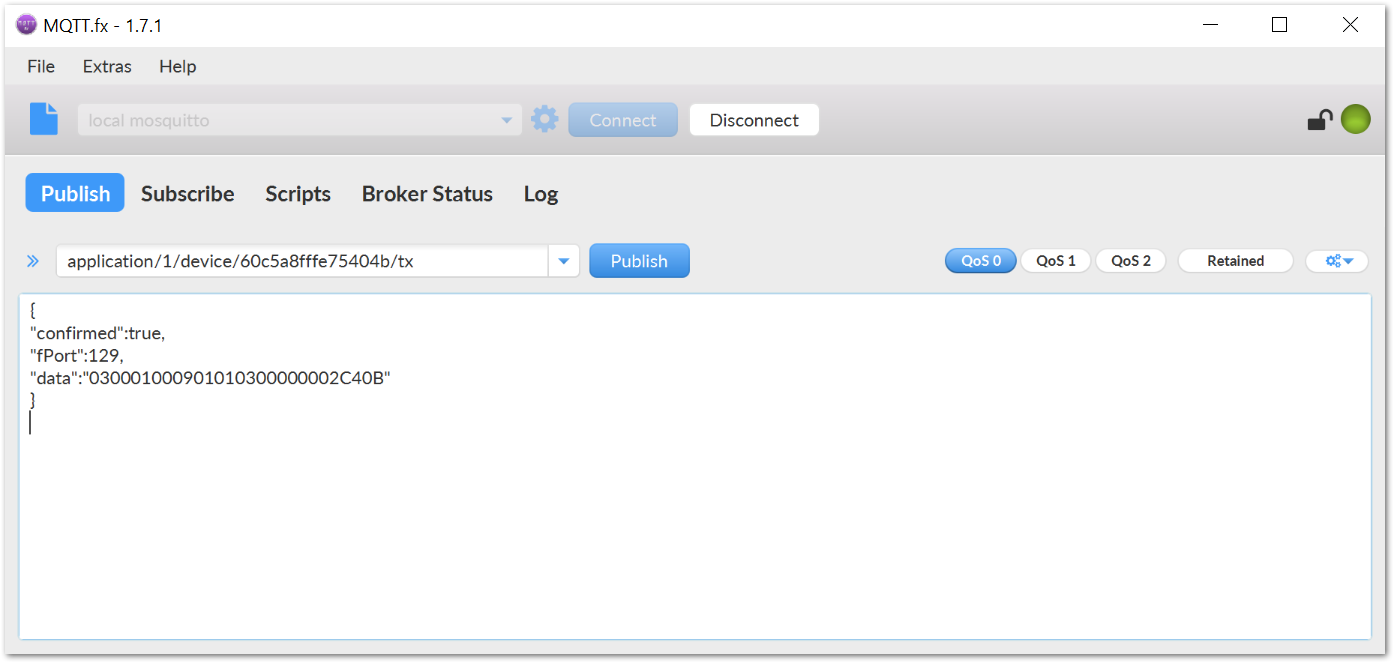 MQTT.fx - 1.7.1
File Extras Help
local mosquitto Connect Disconnect
Publish Subscribe Scripts Broker Status Log
application/1/device/60c5a8fffe75404b/tx Publish QoS 0 QoS 1 QoS 2 Retained
{
"confirmed":true,
"fPort":129,
"data":"030001000901010300000002C40B"
}